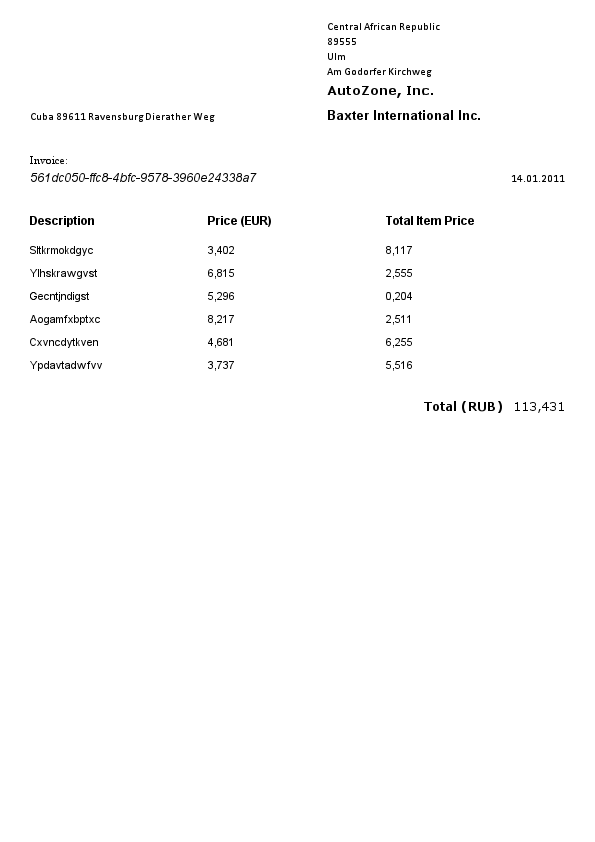 Central African Republic
89555
Ulm
Am Godorfer Kirchweg
AutoZone, Inc.
Cuba 89611 Ravensburg Dierather Weg
Baxter International Inc.
Invoice:
561dc050-ffc8-4bfc-9578-3960e24338a7
14.01.2011
Description Price (EUR) Total Item Price
Sltkrmokdgyc 3,402 8,117
Ylhskrawgvst 6,815 2,555
Gecntjndigst 5,296 0,204
Aogamfxbptxc 8,217 2,511
Cxvncdytkven 4,681 6,255
Ypdavtadwfvv 3,737 5,516
Total (RUB) 113,431